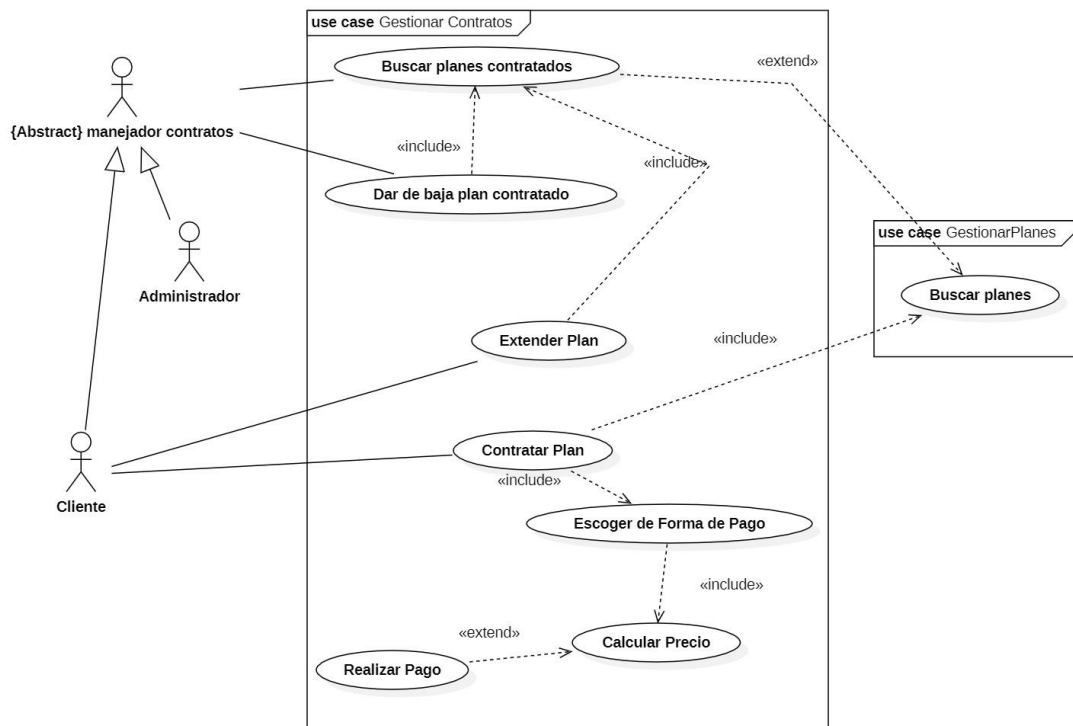 use case Gestionar Contratos
Buscar planes contratados
«extend»
{Abstract} manejador contratos
«include»
«include»
Dar de baja plan contratado
use case GestionarPlanes
Administrador
Buscar planes
Extender Plan
«include»
Contratar Plan
«include»
Cliente
Escoger de Forma de Pago
«include»
«extend»
Calcular Precio
Realizar Pago